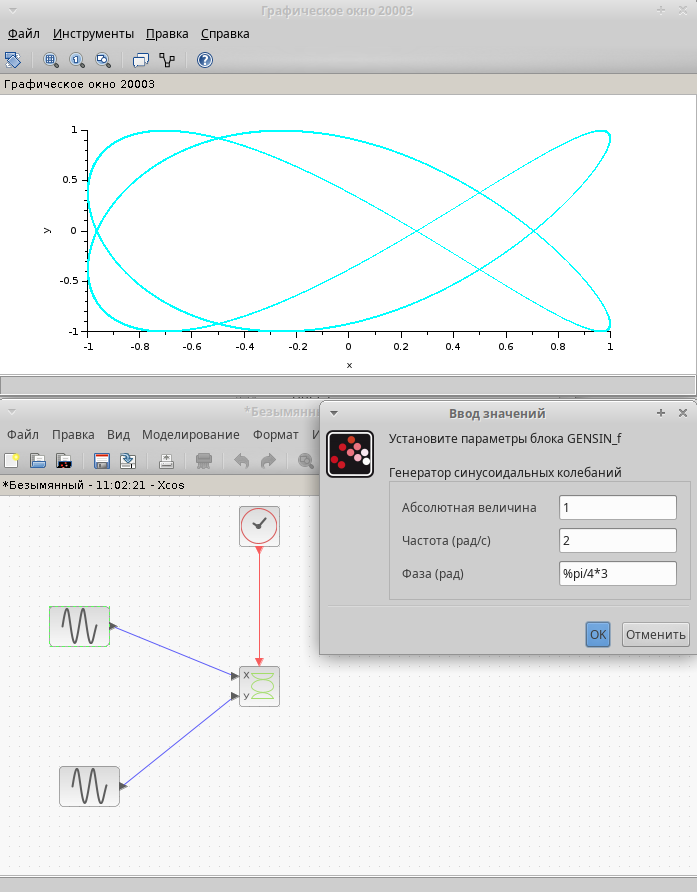 Графическое окно 20003
Файл Инструменты Правка Справка
Графическое окно 20003
1
0.5
0
-0.5
-1
y
-1 -0.8 -0.6 -0.4 -0.2 0 0.2 0.4 0.6 0.8 1
x
*Безымянн
Файл Правка Вид Моделирование Формат И
*Безымянный - 11:02:21 - Xcos
X
y
Ввод значений
Установите параметры блока GENSIN_f
Генератор синусоидальных колебаний
Абсолютная величина 1
Частота (рад/с) 2
Фаза (рад) %pi/4*3
OK Отменить